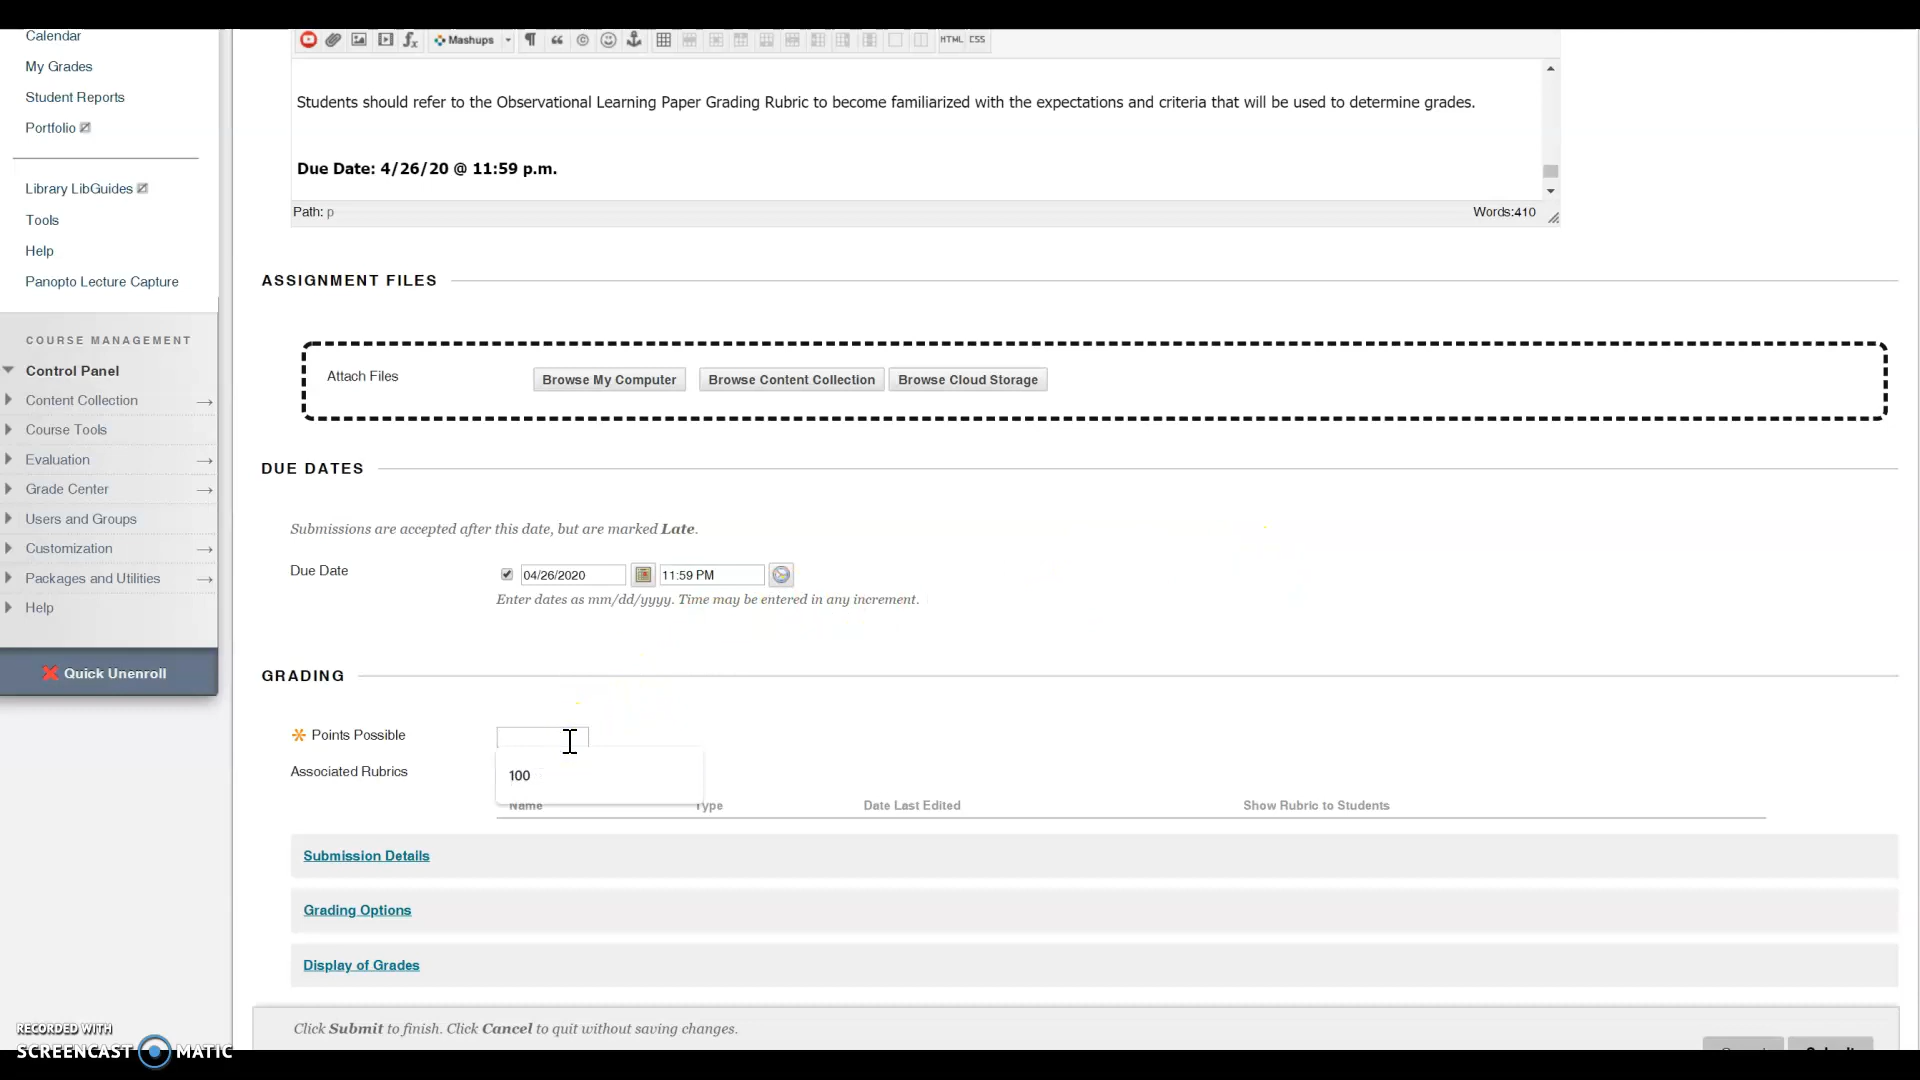 Calendar
My Grades
Student Reports
Portfolio
Library LibGuides
Tools
Help
Panopto Lecture Capture
COURSE MANAGEMENT
Control Panel
Content Collection
Course Tools
Evaluation
Grade Center
Users and Groups
Customization
Packages and Utilities
Help
Quick Unenroll
Mashups
HTML CSS
Students should refer to the Observational Learning Paper Grading Rubric to become familiarized with the expectations and criteria that will be used to determine grades.
Due Date: 4/26/20 @ 11:59 p.m.
Path: p
Words:410
ASSIGNMENT FILES
Attach Files
Browse My Computer
Browse Content Collection
Browse Cloud Storage
DUE DATES
Submissions are accepted after this date, but are marked Late.
Due Date
04/26/2020
11:59 PM
Enter dates as mm/dd/yyyy. Time may be entered in any increment.
GRADING
Points Possible
100
Associated Rubrics
Name
Type
Date Last Edited
Show Rubric to Students
Submission Details
Grading Options
Display of Grades
Click Submit to finish. Click Cancel to quit without saving changes.
RECORDED WITH
SCREENCAST MATIC